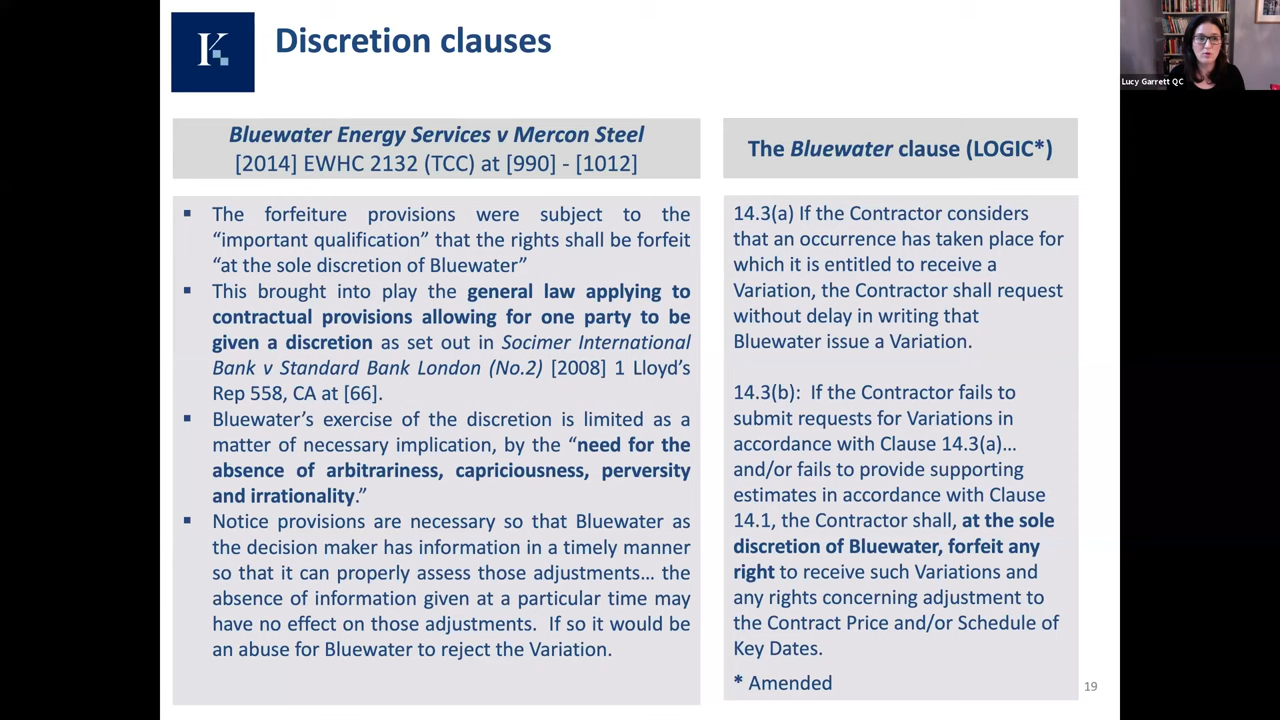 K
Discretion clauses
Lucy Garrett QC
Bluewater Energy Services v Mercon Steel
[2014] EWHC 2132 (TCC) at [990] - [1012]
▪ The forfeiture provisions were subject to the
“important qualification” that the rights shall be forfeit
“at the sole discretion of Bluewater”
▪ This brought into play the general law applying to
contractual provisions allowing for one party to be
given a discretion as set out in Socimer International
Bank v Standard Bank London (No.2) [2008] 1 Lloyd’s
Rep 558, CA at [66].
▪ Bluewater’s exercise of the discretion is limited as a
matter of necessary implication, by the “need for the
absence of arbitrariness, capriciousness, perversity
and irrationality.”
▪ Notice provisions are necessary so that Bluewater as
the decision maker has information in a timely manner
so that it can properly assess those adjustments… the
absence of information given at a particular time may
have no effect on those adjustments. If so it would be
an abuse for Bluewater to reject the Variation.
The Bluewater clause (LOGIC*)
14.3(a) If the Contractor considers
that an occurrence has taken place for
which it is entitled to receive a
Variation, the Contractor shall request
without delay in writing that
Bluewater issue a Variation.
14.3(b): If the Contractor fails to
submit requests for Variations in
accordance with Clause 14.3(a)…
and/or fails to provide supporting
estimates in accordance with Clause
14.1, the Contractor shall, at the sole
discretion of Bluewater, forfeit any
right to receive such Variations and
any rights concerning adjustment to
the Contract Price and/or Schedule of
Key Dates.
* Amended
19